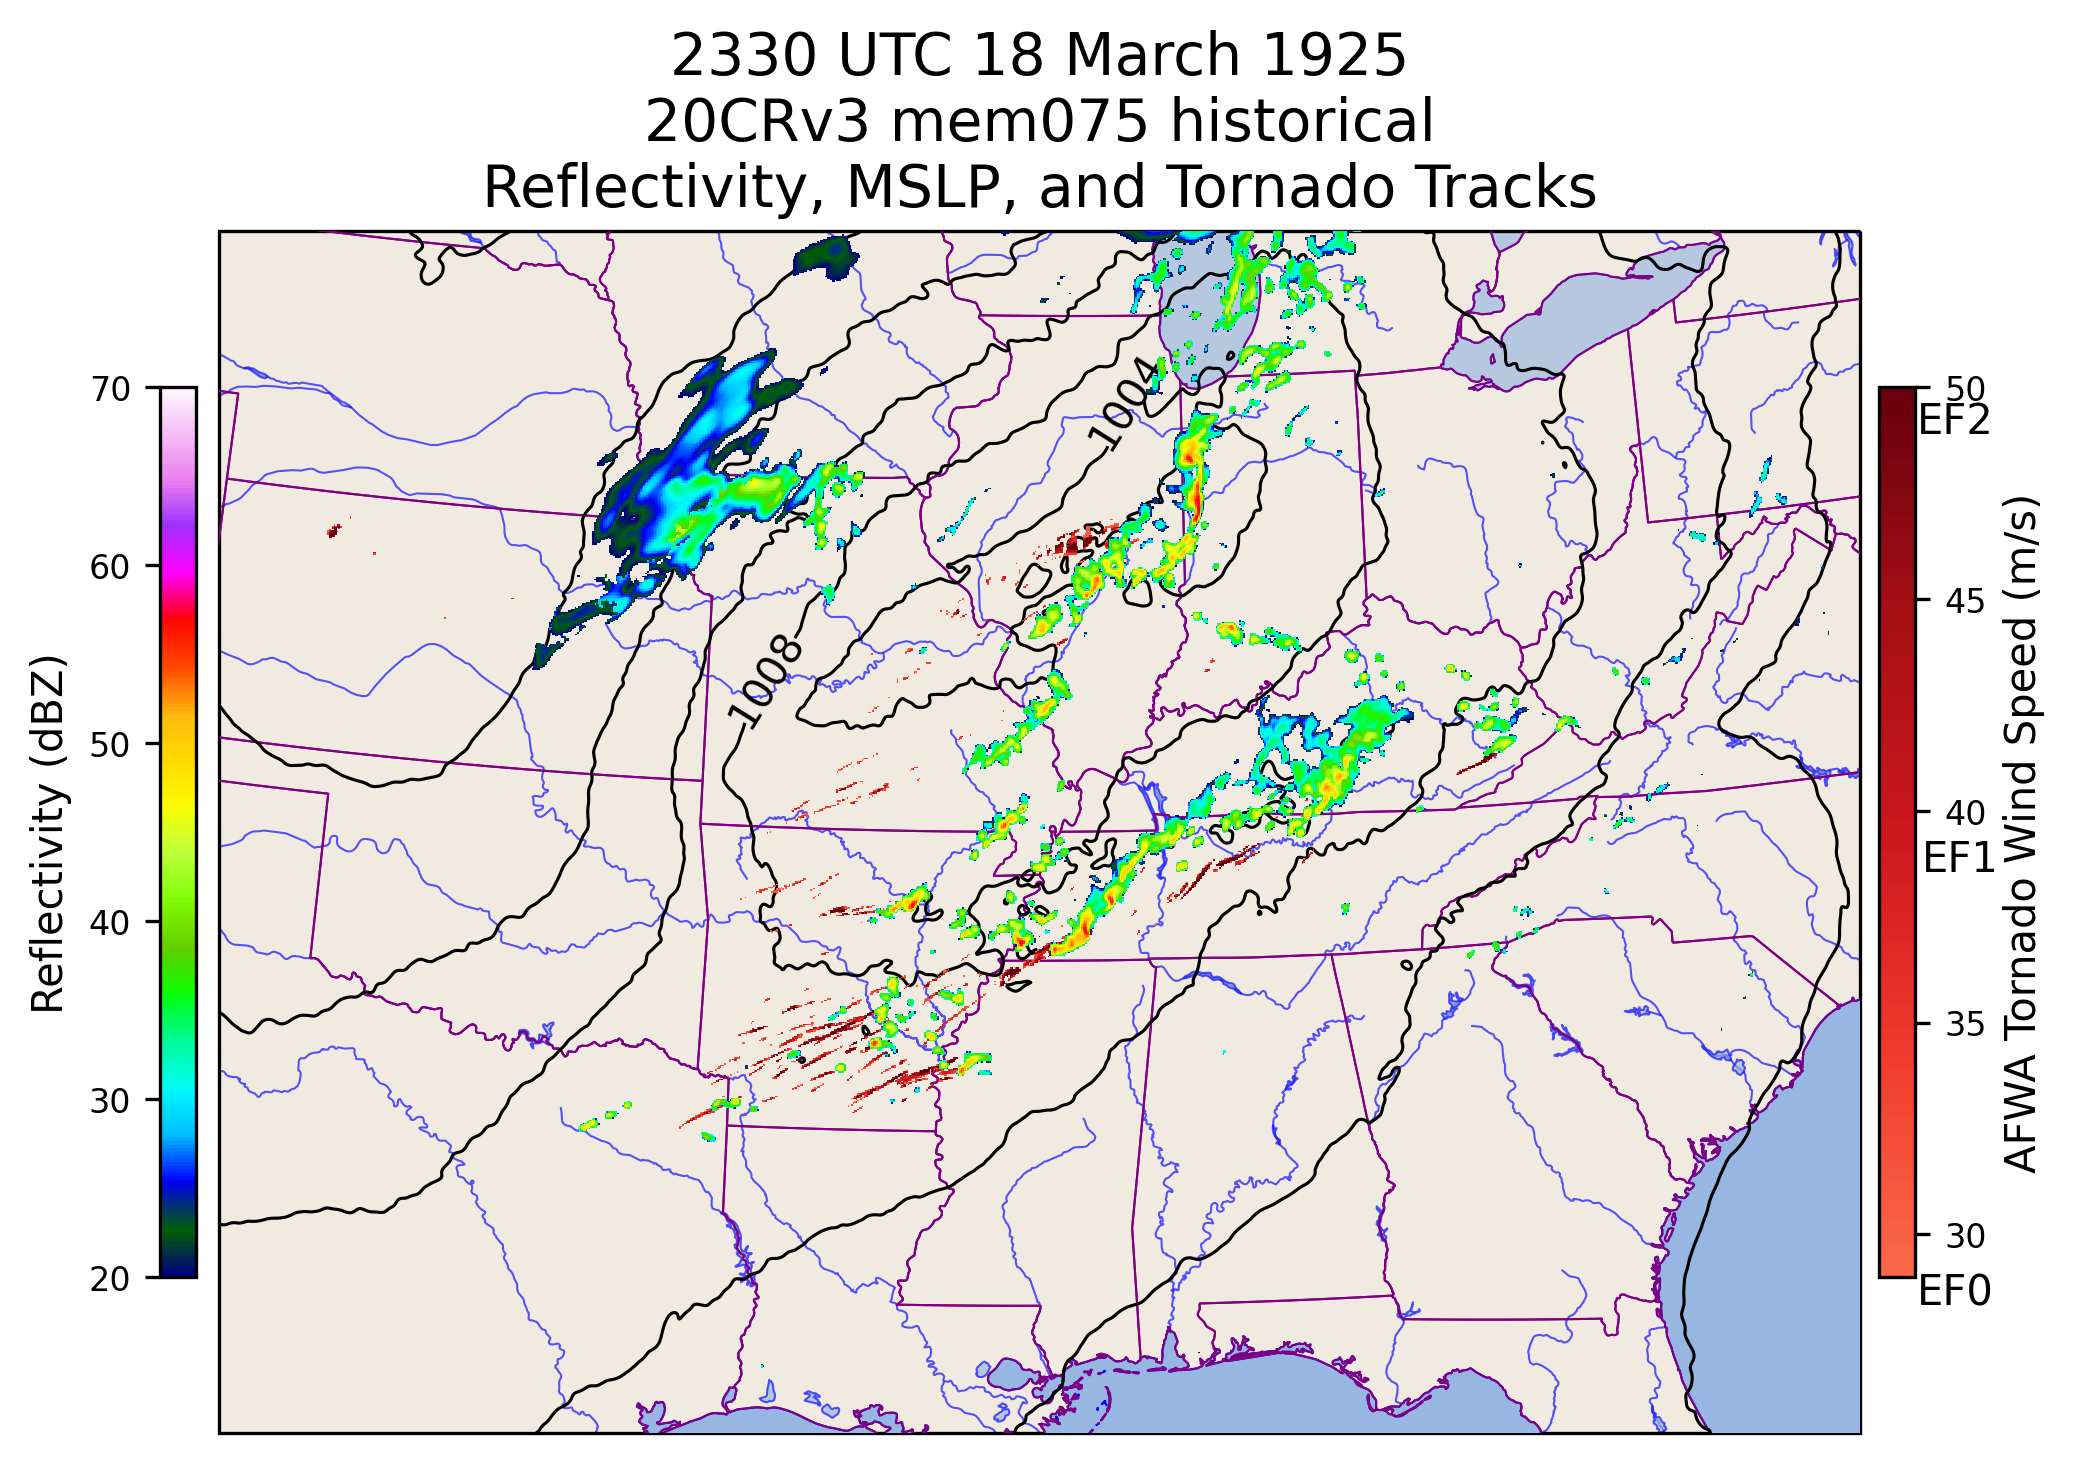 2330 UTC 18 March 1925
20CRv3 mem075 historical
Reflectivity, MSLP, and Tornado Tracks
70
60
50
40
30
20
Reflectivity (dBZ)
1004
1008
50
EF2
45
40
EF1
35
30
EF0
AFWA Tornado Wind Speed (m/s)